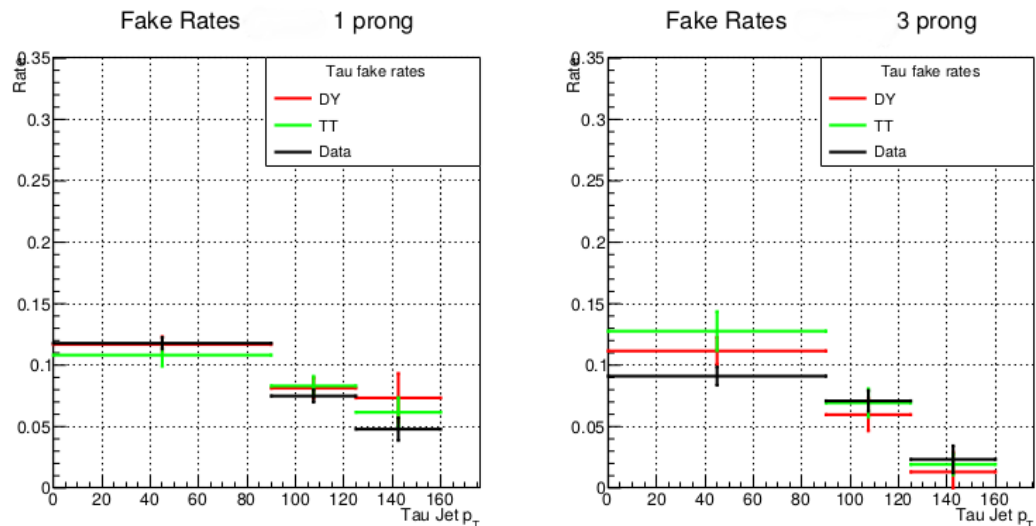 Fake Rates 1 prong
Rate
0.35
0.3
0.25
0.2
0.15
0.1
0.05
0
Tau fake rates
DY
TT
Data
0 20 40 60 80 100 120 140 160
Tau Jet p_T
Fake Rates 3 prong
Rate
0.35
0.3
0.25
0.2
0.15
0.1
0.05
0
Tau fake rates
DY
TT
Data
0 20 40 60 80 100 120 140 160
Tau Jet p_T